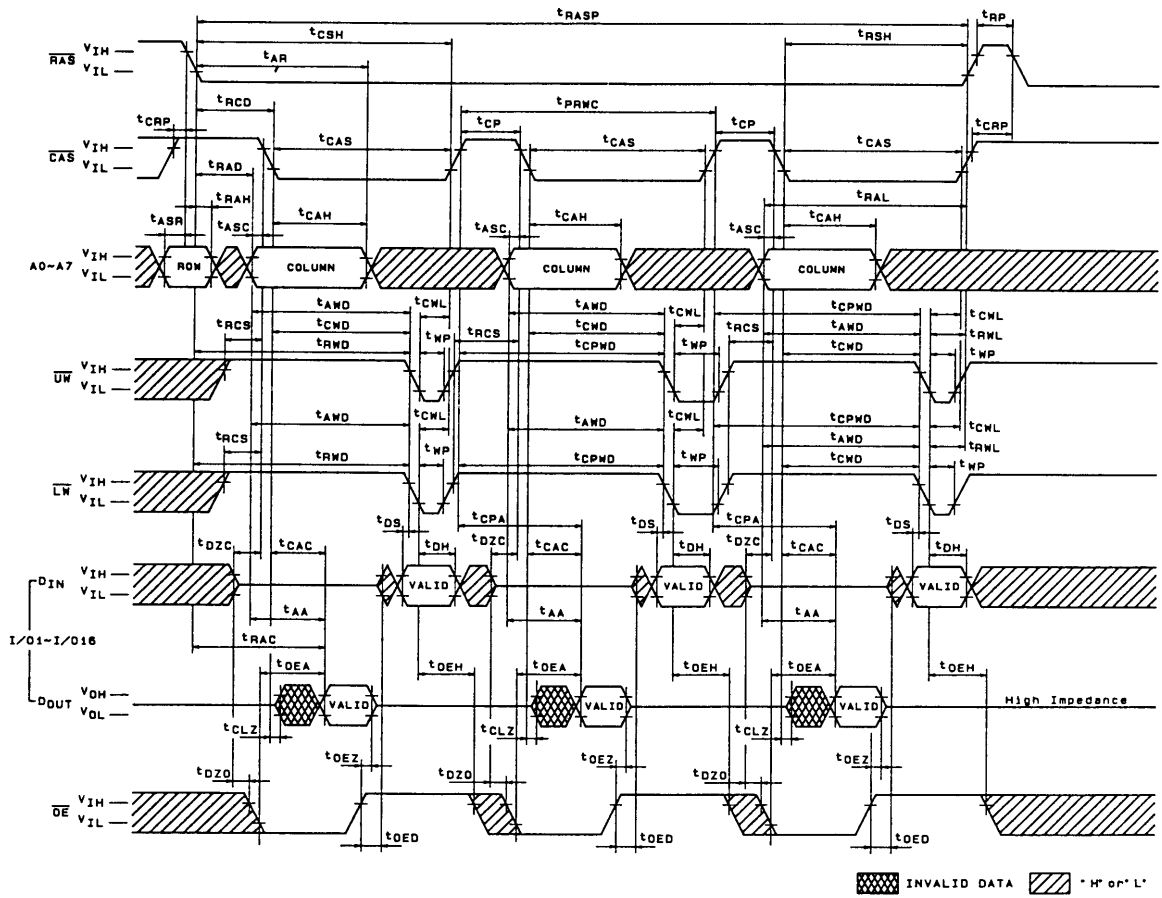 tRASP
tRP
tCSH
tRSH
tAR
RAS VIH
VIL
tRCD
tPRWC
tCRP
tCP
tCP
tCRP
CAS VIH
VIL
tCAS
tCAS
tCAS
tRAD
tRAH
tRAL
tASR
tASC
tCAH
tASC
tCAH
tASC
tCAH
A0~A7 VIH
VIL
ROW
COLUMN
COLUMN
COLUMN
tAWD
tCWL
tAWD
tCWL
tCPWD
tCWL
tRCS
tCWD
tRCS
tCWD
tRCS
tAWD
tRWL
tRWD
tWP
tCPWD
tWP
tCWD
tWP
UW VIH
VIL
tAWD
tCWL
tAWD
tCWL
tCPWD
tCWL
tRCS
tAWD
tRWL
tRWD
tWP
tCPWD
tWP
tCWD
tWP
LW VIH
VIL
tCPA
tCPA
tDS
tDS
tDS
tDZC
tCAC
tDH
tDZC
tCAC
tDH
tDZC
tCAC
tDH
DIN VIH
VIL
VALID
VALID
VALID
tAA
tAA
tAA
I/O1~I/O16
tRAC
tOEA
tOEH
tOEA
tOEH
tOEA
tOEH
DOUT VOH
VOL
VALID
VALID
VALID
High Impedance
tCLZ
tCLZ
tCLZ
tOEZ
tOEZ
tOEZ
tDZO
tDZO
tDZO
OE VIH
VIL
tOED
tOED
tOED
INVALID DATA
"H" or "L"